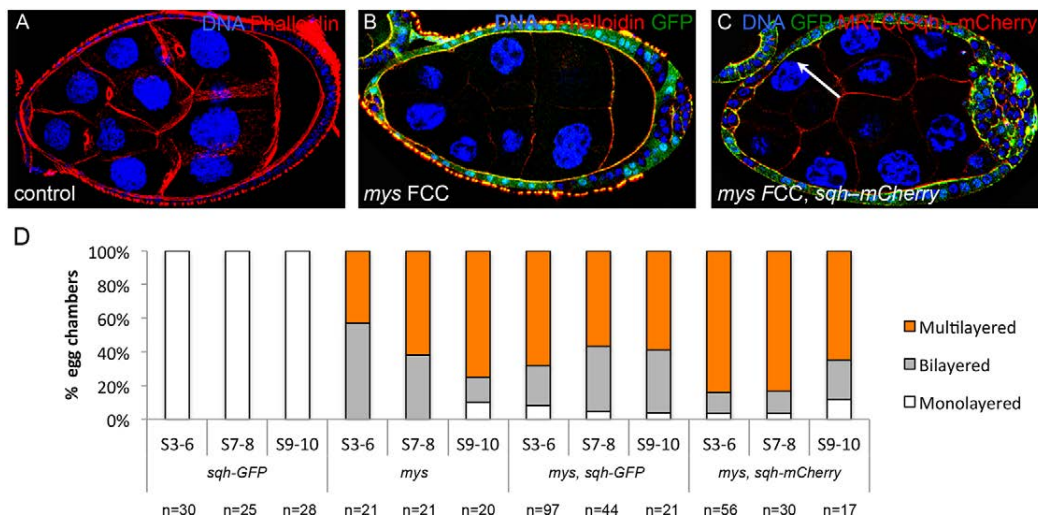 A DNA Phalloidin
control
B DNA Phalloidin GFP
mys FCC
C DNA GFP MRLC(Sqh)-mCherry
mys FCC, sqh-mCherry
D
100%
80%
60%
40%
20%
0%
% egg chambers
S3-6 S7-8 S9-10 S3-6 S7-8 S9-10 S3-6 S7-8 S9-10 S3-6 S7-8 S9-10
sqh-GFP mys mys, sqh-GFP mys, sqh-mCherry
n=30 n=25 n=28 n=21 n=21 n=20 n=97 n=44 n=21 n=56 n=30 n=17
Multilayered
Bilayered
Monolayered